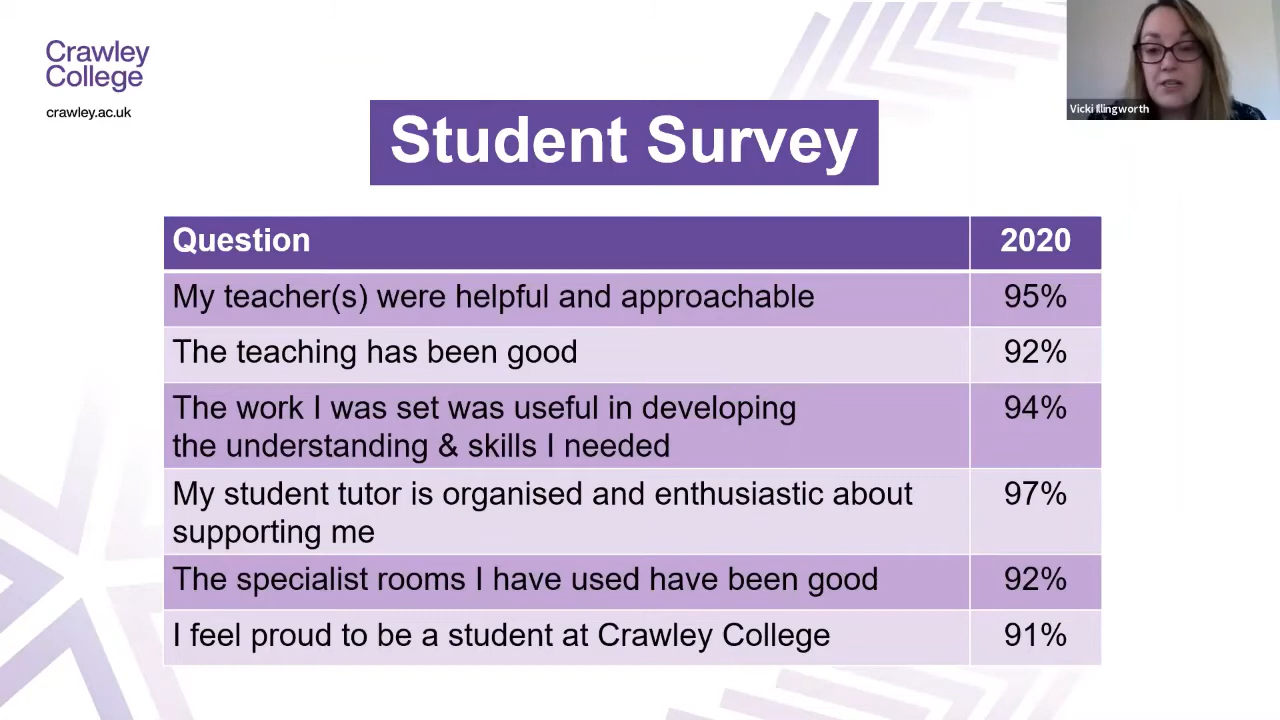 Crawley
College
crawley.ac.uk
Vicki Illingworth
Student Survey
Question 2020
My teacher(s) were helpful and approachable 95%
The teaching has been good 92%
The work I was set was useful in developing 94%
the understanding & skills I needed
My student tutor is organised and enthusiastic about 97%
supporting me
The specialist rooms I have used have been good 92%
I feel proud to be a student at Crawley College 91%